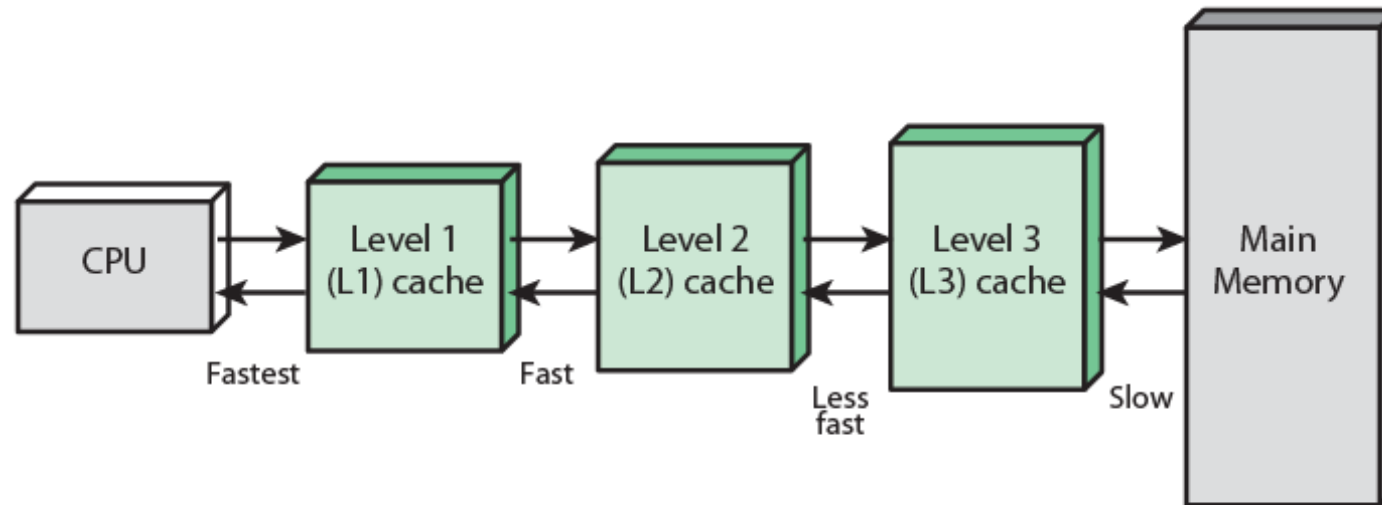 CPU
Level 1
(L1) cache
Level 2
(L2) cache
Level 3
(L3) cache
Main
Memory
Fastest
Fast
Less
fast
Slow